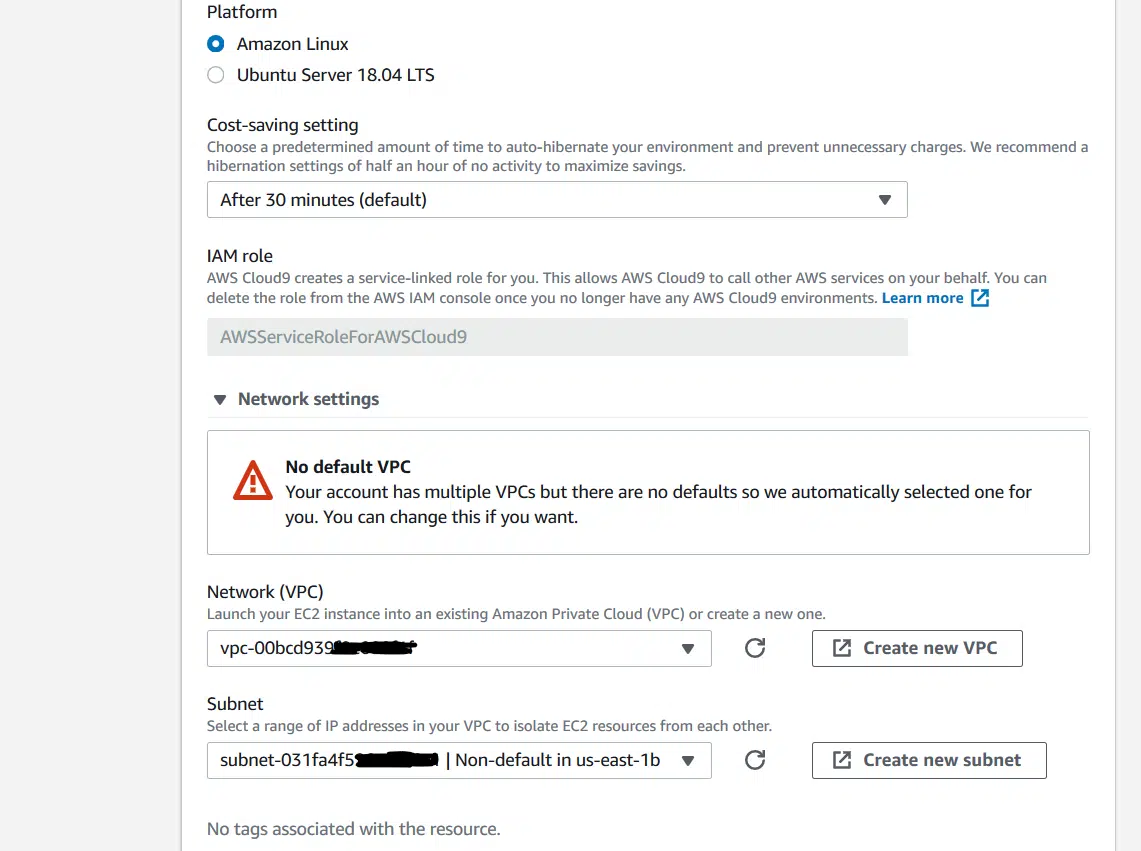 Platform
Amazon Linux
Ubuntu Server 18.04 LTS
Cost-saving setting
Choose a predetermined amount of time to auto-hibernate your environment and prevent unnecessary charges. We recommend a
hibernation settings of half an hour of no activity to maximize savings.
After 30 minutes (default)
IAM role
AWS Cloud9 creates a service-linked role for you. This allows AWS Cloud9 to call other AWS services on your behalf. You can
delete the role from the AWS IAM console once you no longer have any AWS Cloud9 environments. Learn more
AWSServiceRoleForAWSCloud9
Network settings
No default VPC
Your account has multiple VPCs but there are no defaults so we automatically selected one for
you. You can change this if you want.
Network (VPC)
Launch your EC2 instance into an existing Amazon Private Cloud (VPC) or create a new one.
vpc-00bcd939
Create new VPC
Subnet
Select a range of IP addresses in your VPC to isolate EC2 resources from each other.
subnet-031fa4f5 | Non-default in us-east-1b
Create new subnet
No tags associated with the resource.